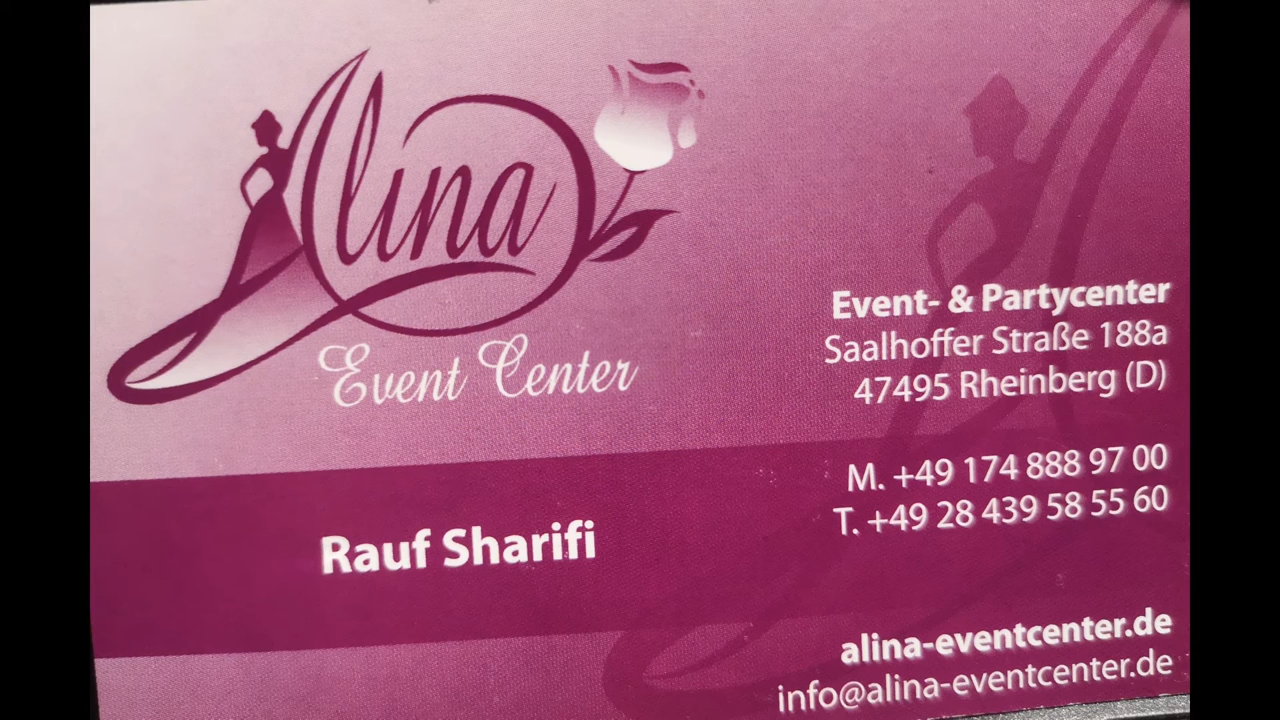 Alina
Event Center
Event- & Partycenter
Saalhoffer Straße 188a
47495 Rheinberg (D)
M. +49 174 888 97 00
T. +49 28 439 58 55 60
Rauf Sharifi
alina-eventcenter.de
info@alina-eventcenter.de